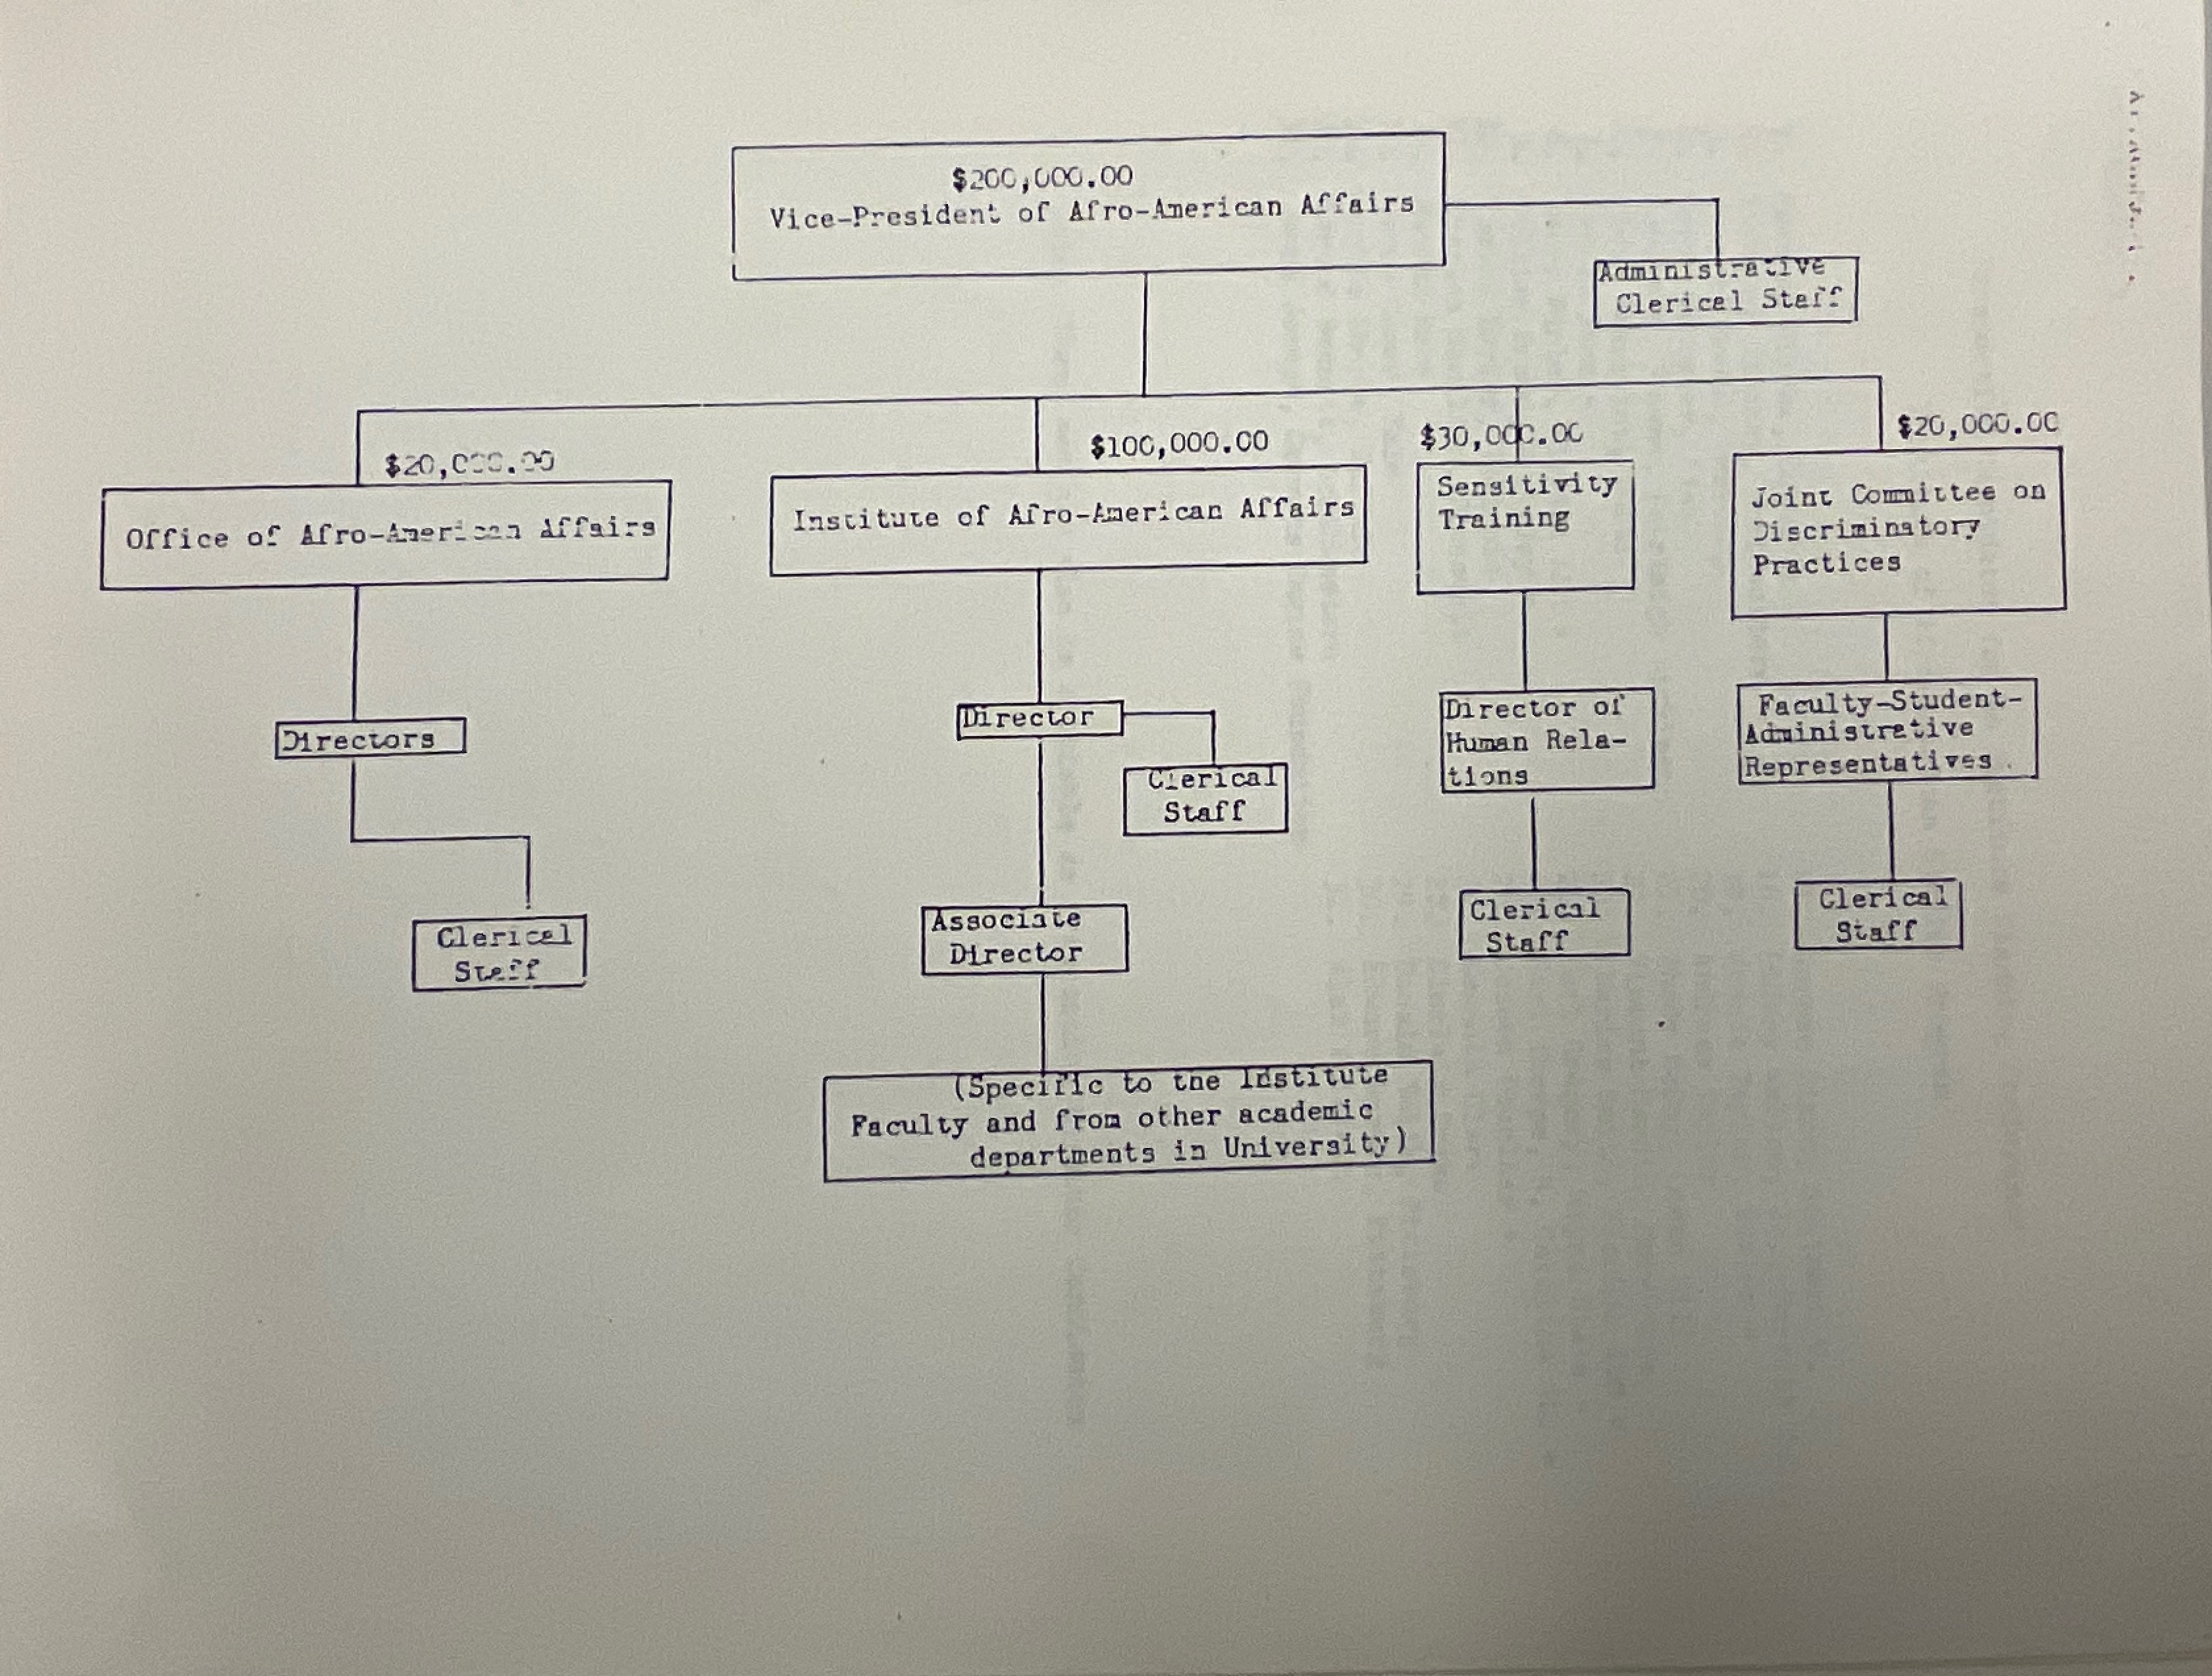 $200,000.00
Vice-President of Afro-American Affairs
Administrative
Clerical Staff
$20,000.00
Office of Afro-American Affairs
Directors
Clerical
Staff
$100,000.00
Institute of Afro-American Affairs
Director
Clerical
Staff
Associate
Director
(Specific to the Institute
Faculty and from other academic
departments in University)
$30,000.00
Sensitivity
Training
Director of
Human Rela-
tions
Clerical
Staff
$20,000.00
Joint Committee on
Discriminatory
Practices
Faculty-Student-
Administrative
Representatives.
Clerical
Staff